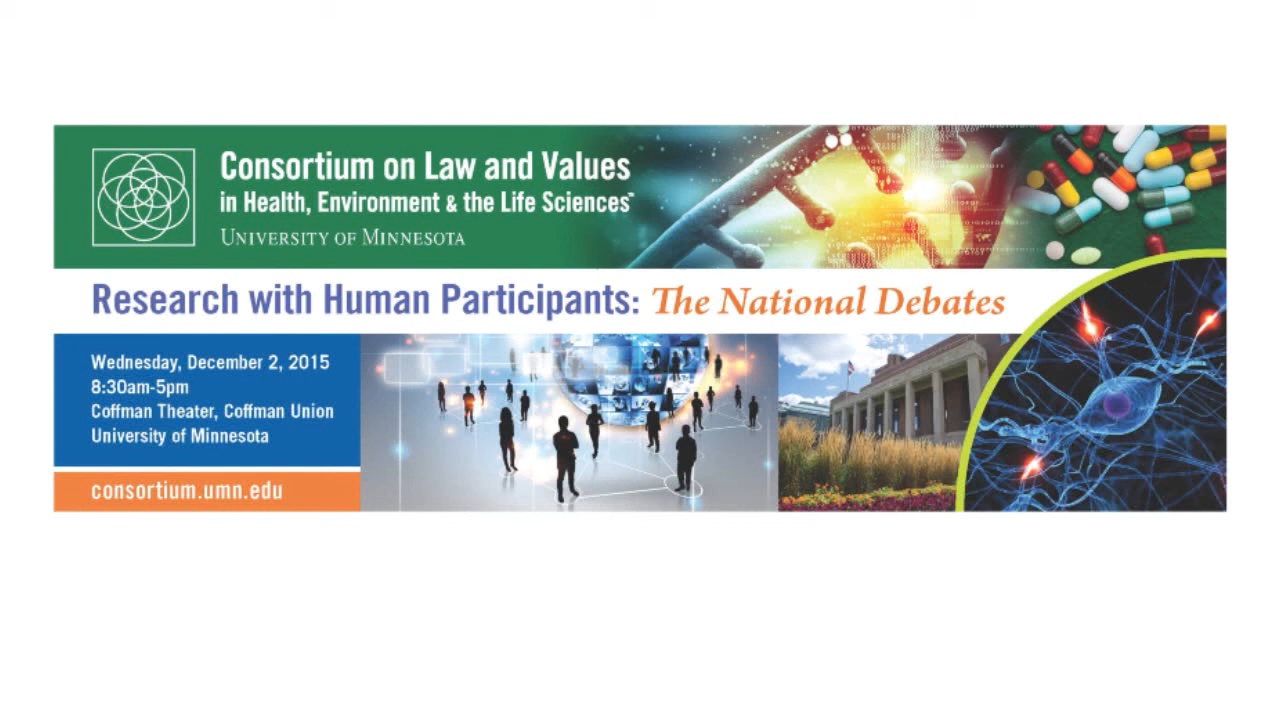 Consortium on Law and Values
in Health, Environment & the Life Sciences™
UNIVERSITY OF MINNESOTA
Research with Human Participants: The National Debates
Wednesday, December 2, 2015
8:30am-5pm
Coffman Theater, Coffman Union
University of Minnesota
consortium.umn.edu